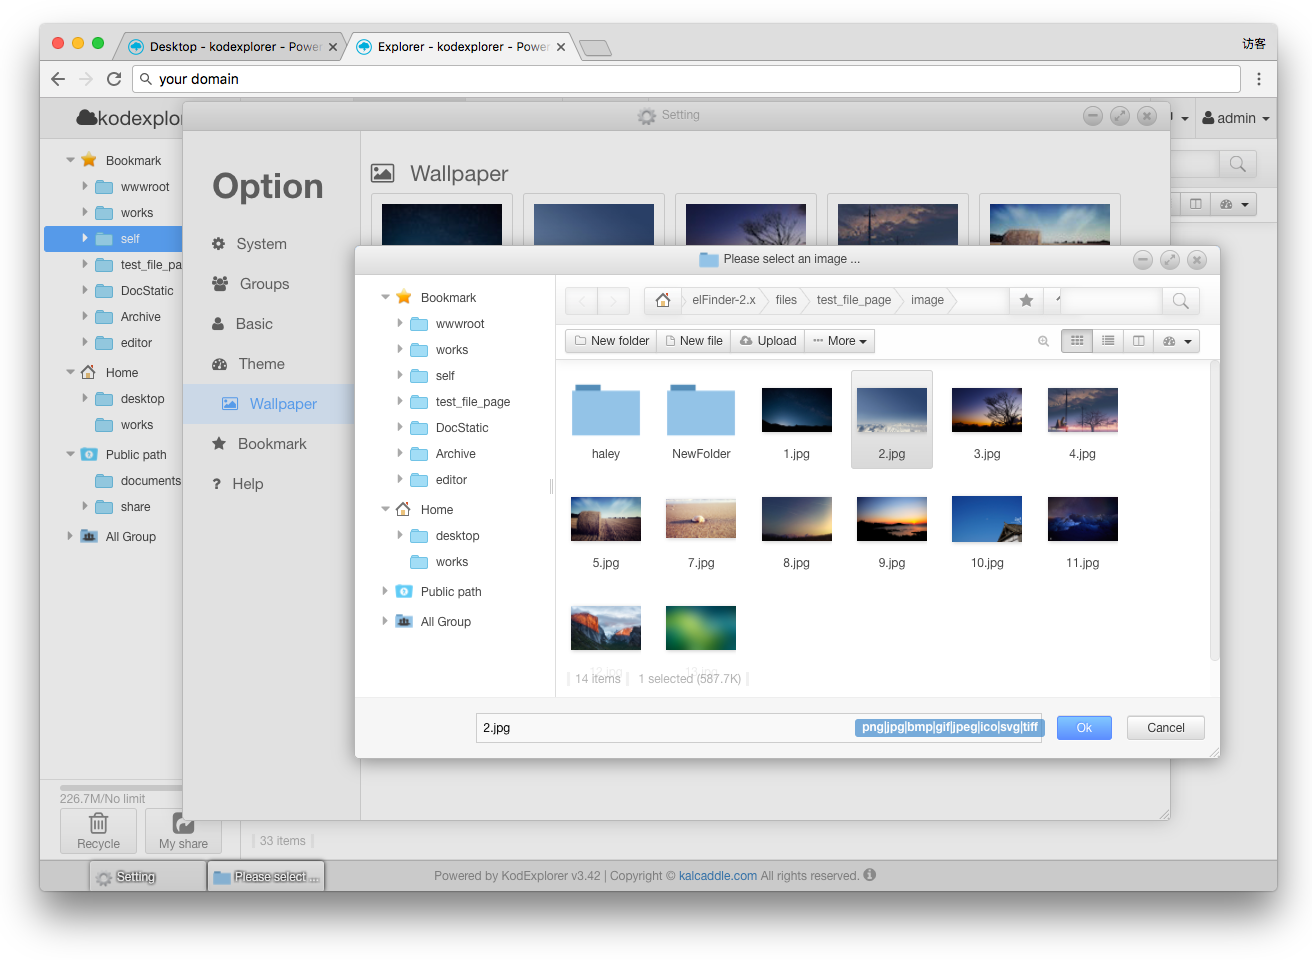 Desktop - kodexplorer - Power
Explorer - kodexplorer - Powe
访客
your domain
kodexplo
Setting
admin
Bookmark
wwwroot
works
self
test_file_pa
DocStatic
Archive
editor
Home
desktop
works
Public path
documents
share
All Group
226.7M/No limit
Recycle
My share
33 items
Option
System
Groups
Basic
Theme
Wallpaper
Bookmark
? Help
Wallpaper
Please select an image ...
Bookmark
wwwroot
works
self
test_file_page
DocStatic
Archive
editor
Home
desktop
works
Public path
All Group
elFinder-2.x files test_file_page image
New folder New file Upload More
haley NewFolder 1.jpg 2.jpg 3.jpg 4.jpg
5.jpg 7.jpg 8.jpg 9.jpg 10.jpg 11.jpg
12.jpg 13.jpg
14 items 1 selected (587.7K)
2.jpg png|jpg|bmp|gif|jpeg|ico|svg|tiff Ok Cancel
Setting Please select ...
Powered by KodExplorer v3.42 | Copyright © kalcaddle.com All rights reserved.